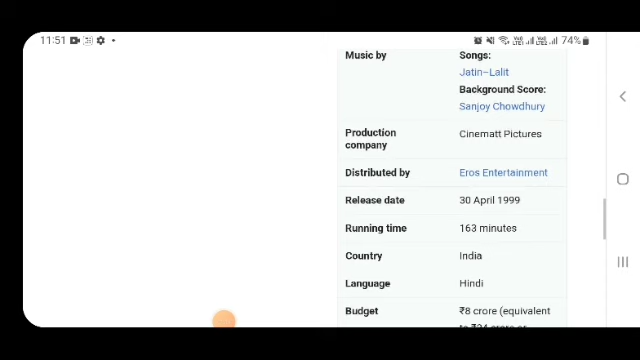 11:51 74%
Music by Songs:
Jatin–Lalit
Background Score:
Sanjoy Chowdhury
Production company Cinematt Pictures
Distributed by Eros Entertainment
Release date 30 April 1999
Running time 163 minutes
Country India
Language Hindi
Budget ₹8 crore (equivalent